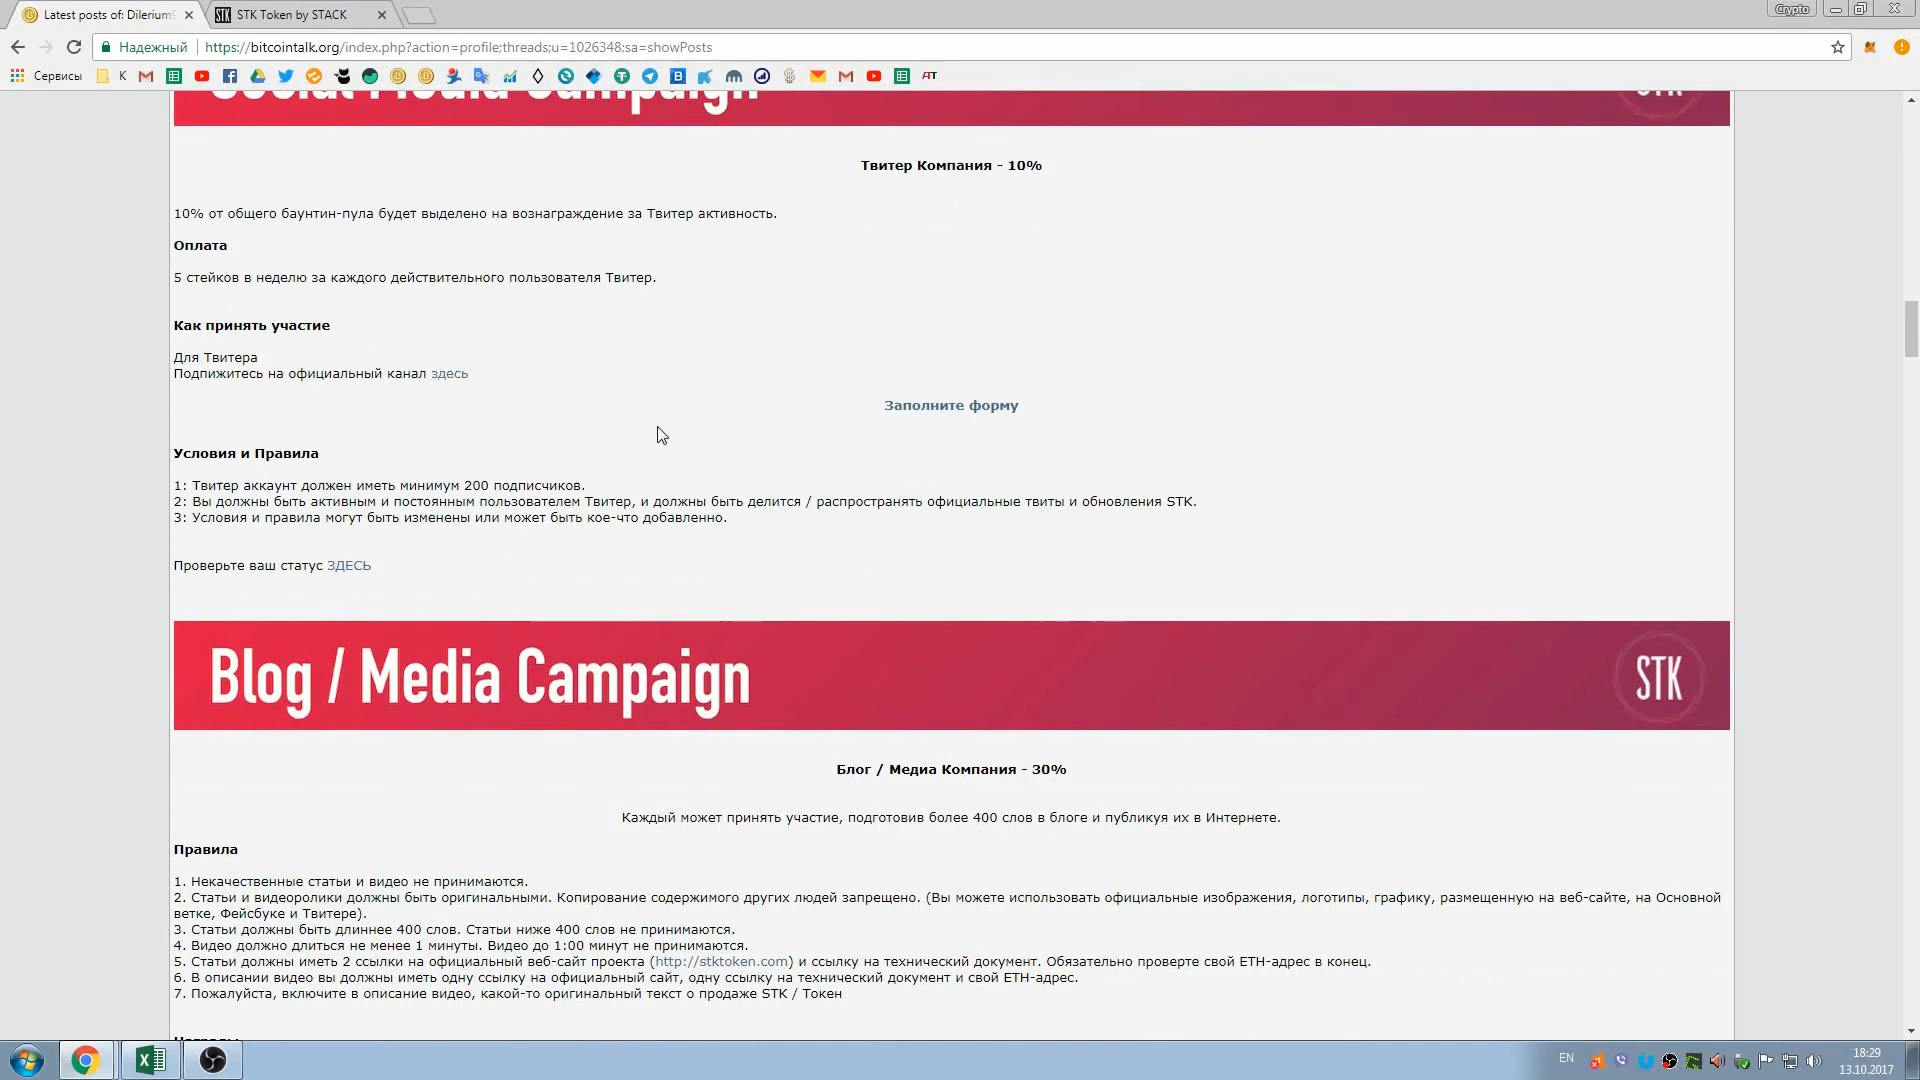 Latest posts of: Dilerium
STK Token by STACK
Crypto
Надежный
https://bitcointalk.org/index.php?action=profile;threads;u=1026348;sa=showPosts
Сервисы
K
Social Media Campaign
STK
Твитер Компания - 10%
10% от общего баунтин-пула будет выделено на вознаграждение за Твитер активность.
Оплата
5 стейков в неделю за каждого действительного пользователя Твитер.
Как принять участие
Для Твитера
Подпижитесь на официальный канал здесь
Заполните форму
Условия и Правила
1: Твитер аккаунт должен иметь минимум 200 подписчиков.
2: Вы должны быть активным и постоянным пользователем Твитер, и должны быть делится / распространять официальные твиты и обновления STK.
3: Условия и правила могут быть изменены или может быть кое-что добавленно.
Проверьте ваш статус ЗДЕСЬ
Blog / Media Campaign
STK
Блог / Медиа Компания - 30%
Каждый может принять участие, подготовив более 400 слов в блоге и публикуя их в Интернете.
Правила
1. Некачественные статьи и видео не принимаются.
2. Статьи и видеоролики должны быть оригинальными. Копирование содержимого других людей запрещено. (Вы можете использовать официальные изображения, логотипы, графику, размещенную на веб-сайте, на Основной
ветке, Фейсбуке и Твитере).
3. Статьи должны быть длиннее 400 слов. Статьи ниже 400 слов не принимаются.
4. Видео должно длиться не менее 1 минуты. Видео до 1:00 минут не принимаются.
5. Статьи должны иметь 2 ссылки на официальный веб-сайт проекта (http://stktoken.com) и ссылку на технический документ. Обязательно проверте свой ETH-адрес в конец.
6. В описании видео вы должны иметь одну ссылку на официальный сайт, одну ссылку на технический документ и свой ETH-адрес.
7. Пожалуйста, включите в описание видео, какой-то оригинальный текст о продаже STK / Токен
EN
18:29
13.10.2017